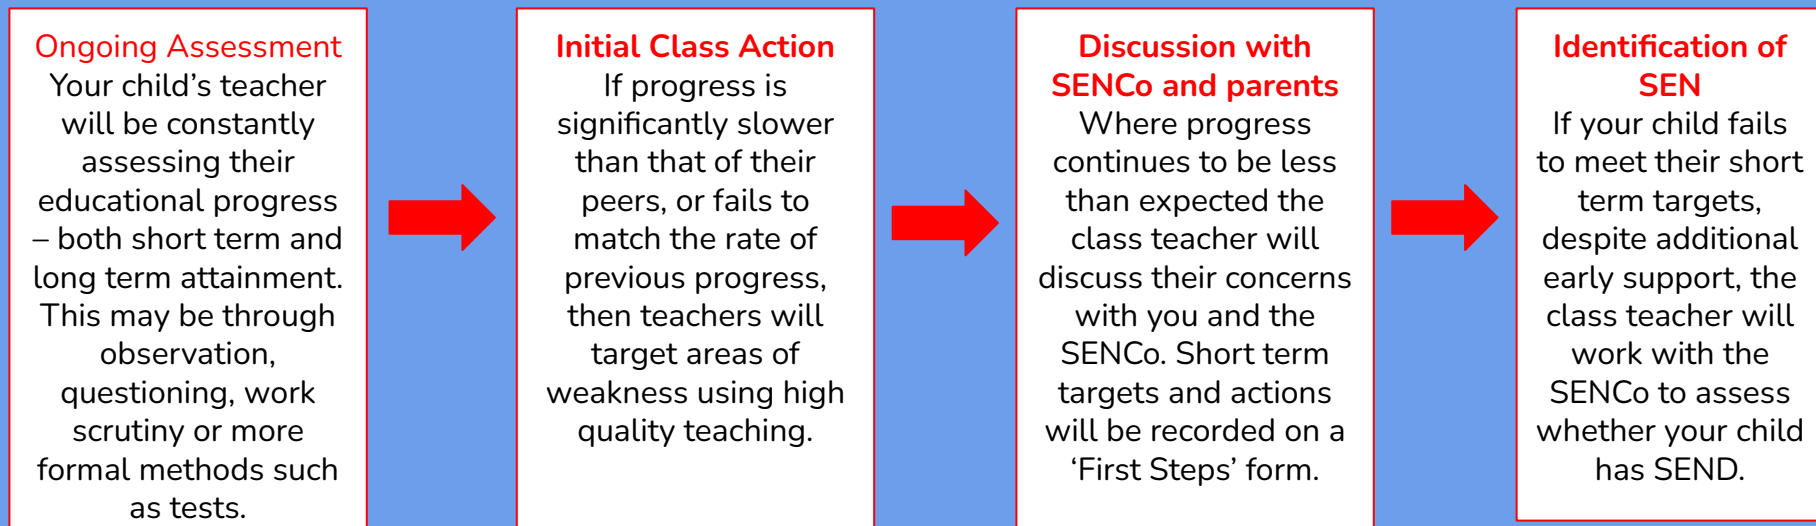 Ongoing Assessment
Your child’s teacher
will be constantly
assessing their
educational progress
– both short term and
long term attainment.
This may be through
observation,
questioning, work
scrutiny or more
formal methods such
as tests.
Initial Class Action
If progress is
significantly slower
than that of their
peers, or fails to
match the rate of
previous progress,
then teachers will
target areas of
weakness using high
quality teaching.
Discussion with
SENCo and parents
Where progress
continues to be less
than expected the
class teacher will
discuss their concerns
with you and the
SENCo. Short term
targets and actions
will be recorded on a
‘First Steps’ form.
Identification of
SEN
If your child fails
to meet their short
term targets,
despite additional
early support, the
class teacher will
work with the
SENCo to assess
whether your child
has SEND.